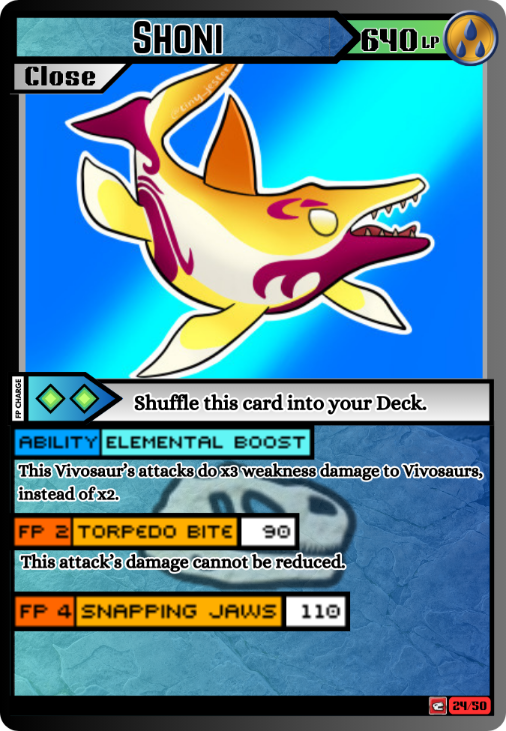 Shoni
640 LP
Close
FP CHARGE
Shuffle this card into your Deck.
ABILITY ELEMENTAL BOOST
This Vivosaur's attacks do x3 weakness damage to Vivosaurs,
instead of x2.
FP 2 TORPEDO BITE 90
This attack's damage cannot be reduced.
FP 4 SNAPPING JAWS 110
24/50